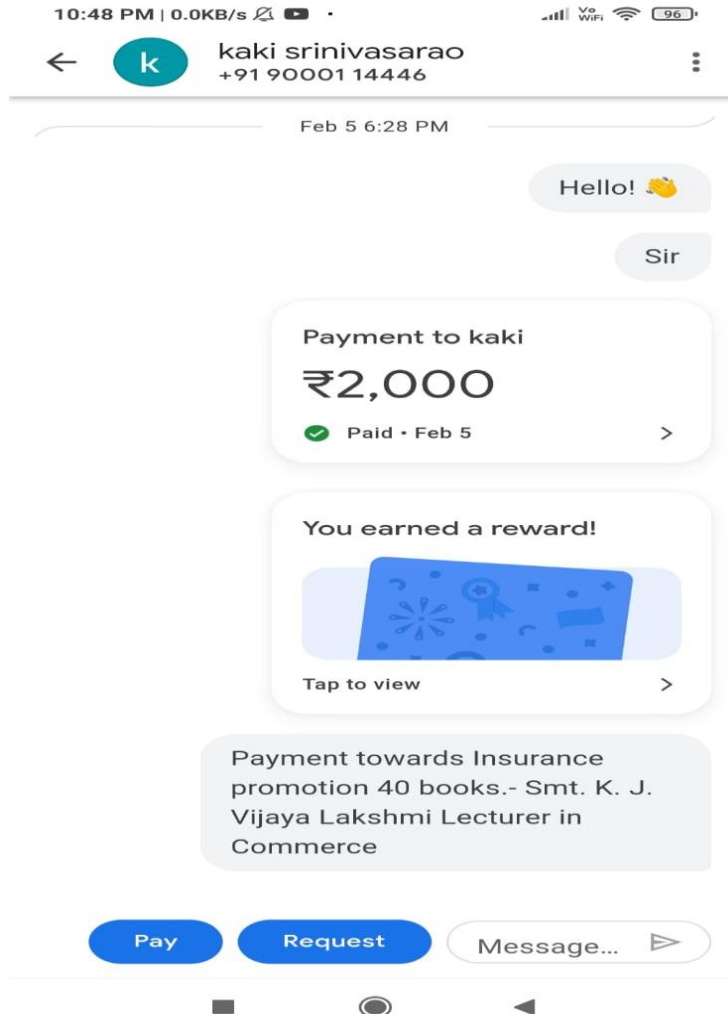 10:48 PM | 0.0KB/s
Vo
WiFi
96
k
kaki srinivasarao
+91 90001 14446
Feb 5 6:28 PM
Hello! 👏
Sir
Payment to kaki
₹2,000
Paid • Feb 5
You earned a reward!
Tap to view
Payment towards Insurance
promotion 40 books.- Smt. K. J.
Vijaya Lakshmi Lecturer in
Commerce
Pay
Request
Message...